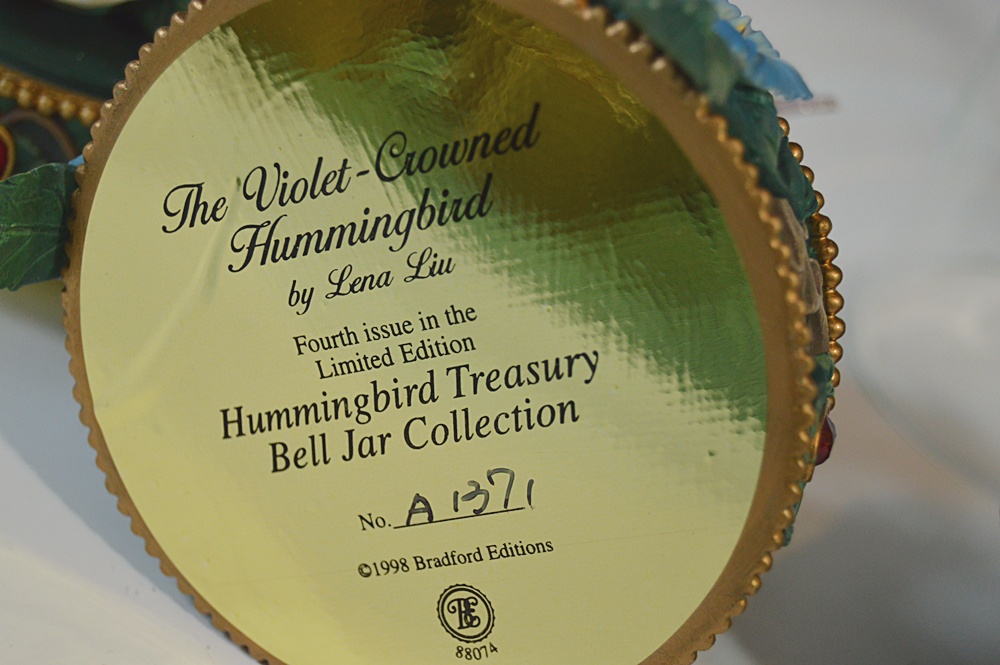 The Violet-Crowned
Hummingbird
by Lena Liu
Fourth issue in the
Limited Edition
Hummingbird Treasury
Bell Jar Collection
No. A 1371
©1998 Bradford Editions
BE
88074